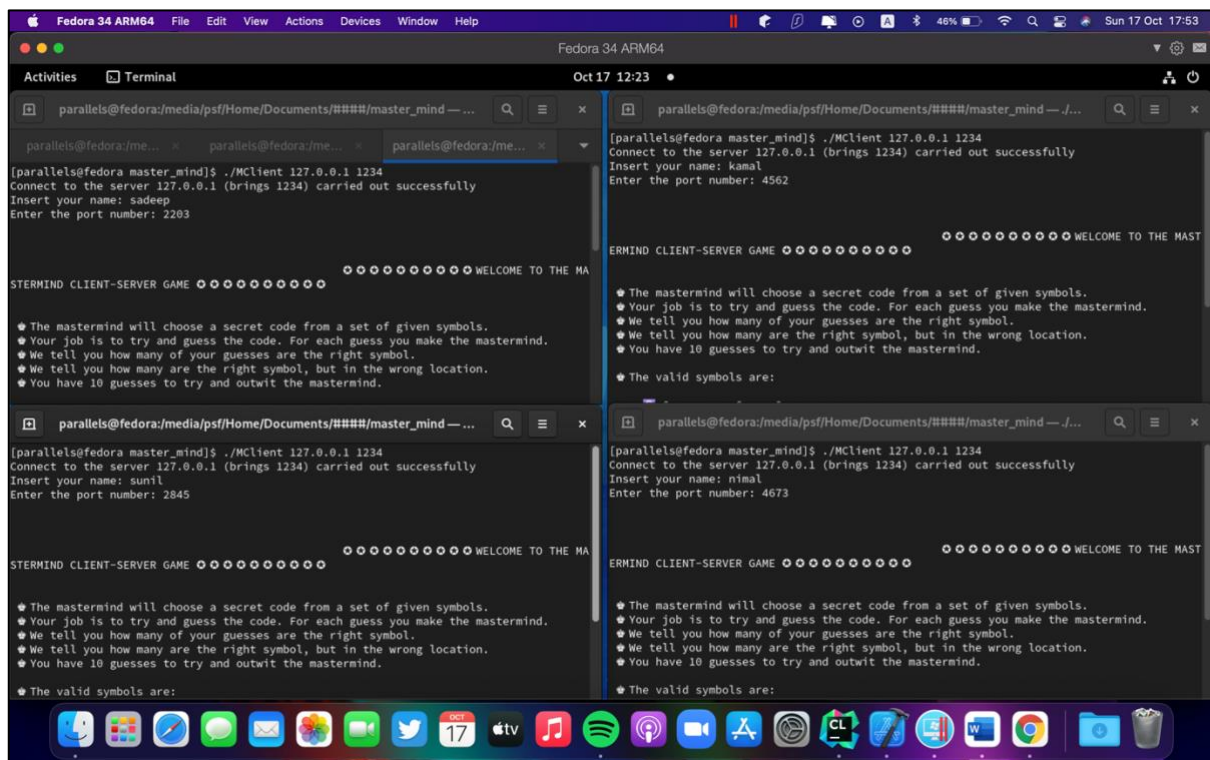 Fedora 34 ARM64 File Edit View Actions Devices Window Help 46% Sun 17 Oct 17:53
Fedora 34 ARM64
Activities Terminal Oct 17 12:23
parallels@fedora:/media/psf/Home/Documents/####/master_mind — ...
parallels@fedora:/me... parallels@fedora:/me... parallels@fedora:/me...
[parallels@fedora master_mind]$ ./MClient 127.0.0.1 1234
Connect to the server 127.0.0.1 (brings 1234) carried out successfully
Insert your name: sadeep
Enter the port number: 2203
✪✪✪✪✪✪✪✪✪✪ WELCOME TO THE MA
STERMIND CLIENT-SERVER GAME ✪✪✪✪✪✪✪✪✪✪
♚ The mastermind will choose a secret code from a set of given symbols.
♚ Your job is to try and guess the code. For each guess you make the mastermind.
♚ We tell you how many of your guesses are the right symbol.
♚ We tell you how many are the right symbol, but in the wrong location.
♚ You have 10 guesses to try and outwit the mastermind.
parallels@fedora:/media/psf/Home/Documents/####/master_mind — ./...
[parallels@fedora master_mind]$ ./MClient 127.0.0.1 1234
Connect to the server 127.0.0.1 (brings 1234) carried out successfully
Insert your name: kamal
Enter the port number: 4562
✪✪✪✪✪✪✪✪✪✪ WELCOME TO THE MAST
ERMIND CLIENT-SERVER GAME ✪✪✪✪✪✪✪✪✪✪
♚ The mastermind will choose a secret code from a set of given symbols.
♚ Your job is to try and guess the code. For each guess you make the mastermind.
♚ We tell you how many of your guesses are the right symbol.
♚ We tell you how many are the right symbol, but in the wrong location.
♚ You have 10 guesses to try and outwit the mastermind.
♚ The valid symbols are:
parallels@fedora:/media/psf/Home/Documents/####/master_mind — ...
[parallels@fedora master_mind]$ ./MClient 127.0.0.1 1234
Connect to the server 127.0.0.1 (brings 1234) carried out successfully
Insert your name: sunil
Enter the port number: 2845
✪✪✪✪✪✪✪✪✪✪ WELCOME TO THE MA
STERMIND CLIENT-SERVER GAME ✪✪✪✪✪✪✪✪✪✪
♚ The mastermind will choose a secret code from a set of given symbols.
♚ Your job is to try and guess the code. For each guess you make the mastermind.
♚ We tell you how many of your guesses are the right symbol.
♚ We tell you how many are the right symbol, but in the wrong location.
♚ You have 10 guesses to try and outwit the mastermind.
♚ The valid symbols are:
parallels@fedora:/media/psf/Home/Documents/####/master_mind — ./...
[parallels@fedora master_mind]$ ./MClient 127.0.0.1 1234
Connect to the server 127.0.0.1 (brings 1234) carried out successfully
Insert your name: nimal
Enter the port number: 4673
✪✪✪✪✪✪✪✪✪✪ WELCOME TO THE MAST
ERMIND CLIENT-SERVER GAME ✪✪✪✪✪✪✪✪✪✪
♚ The mastermind will choose a secret code from a set of given symbols.
♚ Your job is to try and guess the code. For each guess you make the mastermind.
♚ We tell you how many of your guesses are the right symbol.
♚ We tell you how many are the right symbol, but in the wrong location.
♚ You have 10 guesses to try and outwit the mastermind.
♚ The valid symbols are:
OCT
17
tv
CL
W